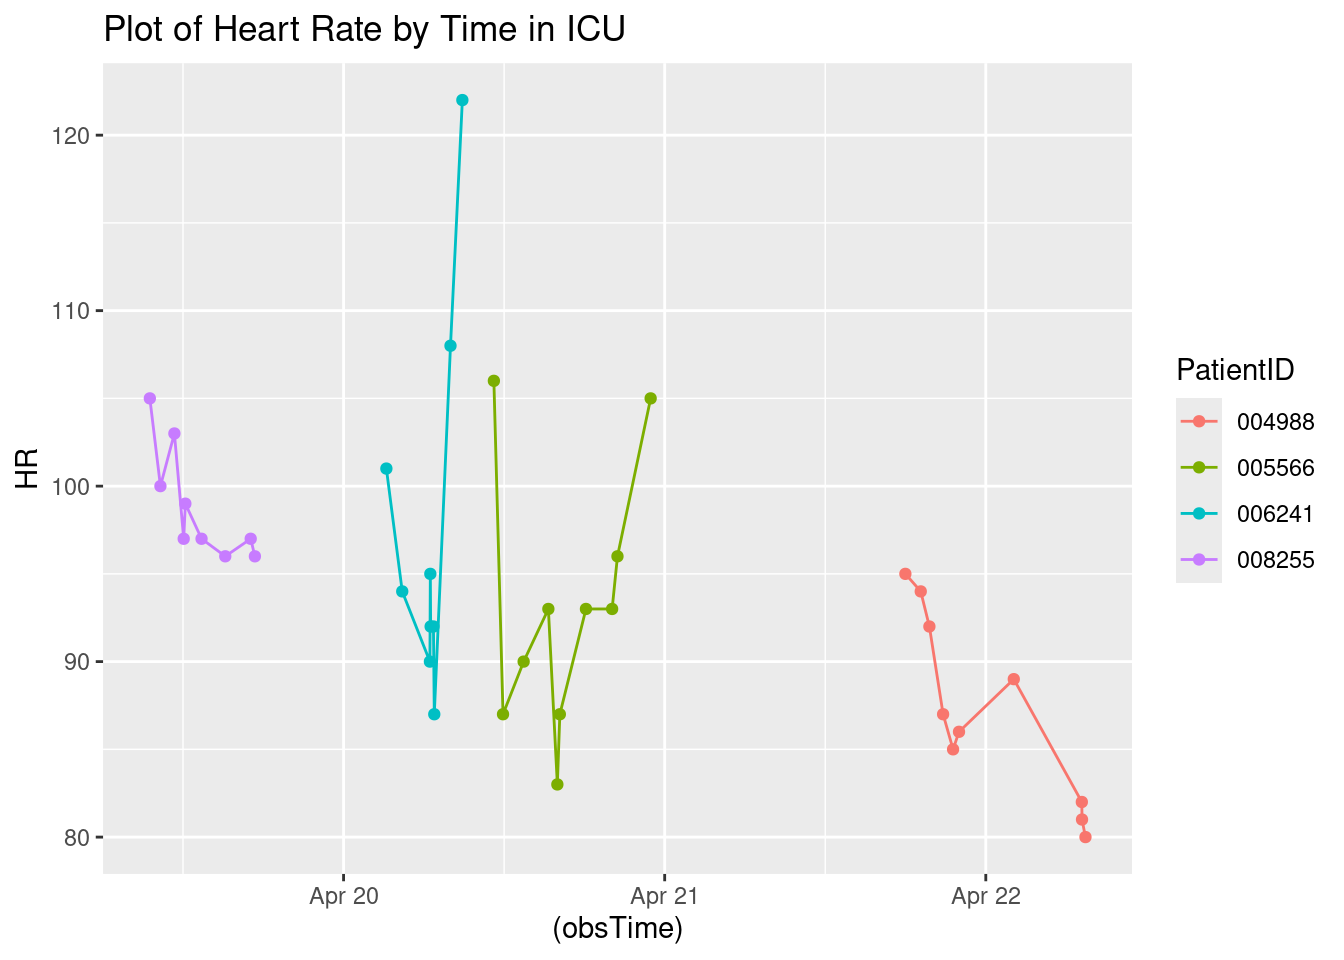 Plot of Heart Rate by Time in ICU
120
110
100
90
80
HR
Apr 20
Apr 21
Apr 22
(obsTime)
PatientID
004988
005566
006241
008255